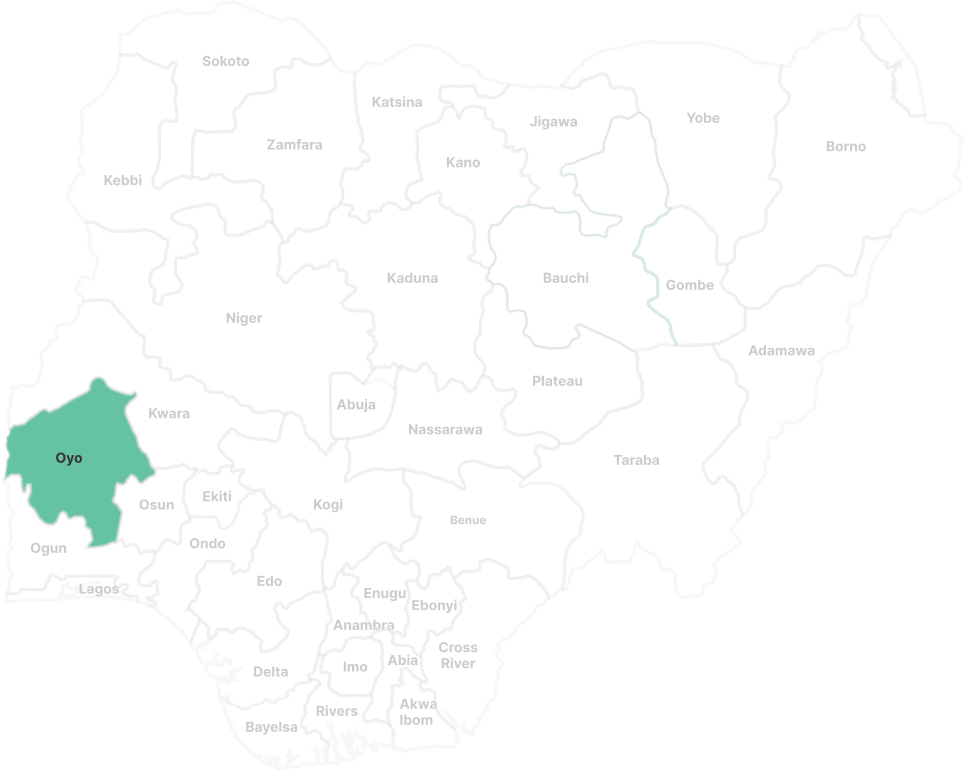 Sokoto
Katsina
Jigawa
Yobe
Zamfara
Borno
Kano
Kebbi
Kaduna
Bauchi
Gombe
Niger
Adamawa
Plateau
Abuja
Kwara
Nassarawa
Oyo
Taraba
Ekiti
Osun
Kogi
Benue
Ogun
Ondo
Edo
Lagos
Enugu
Ebonyi
Anambra
Cross
River
Abia
Imo
Delta
Akwa
Ibom
Rivers
Bayelsa